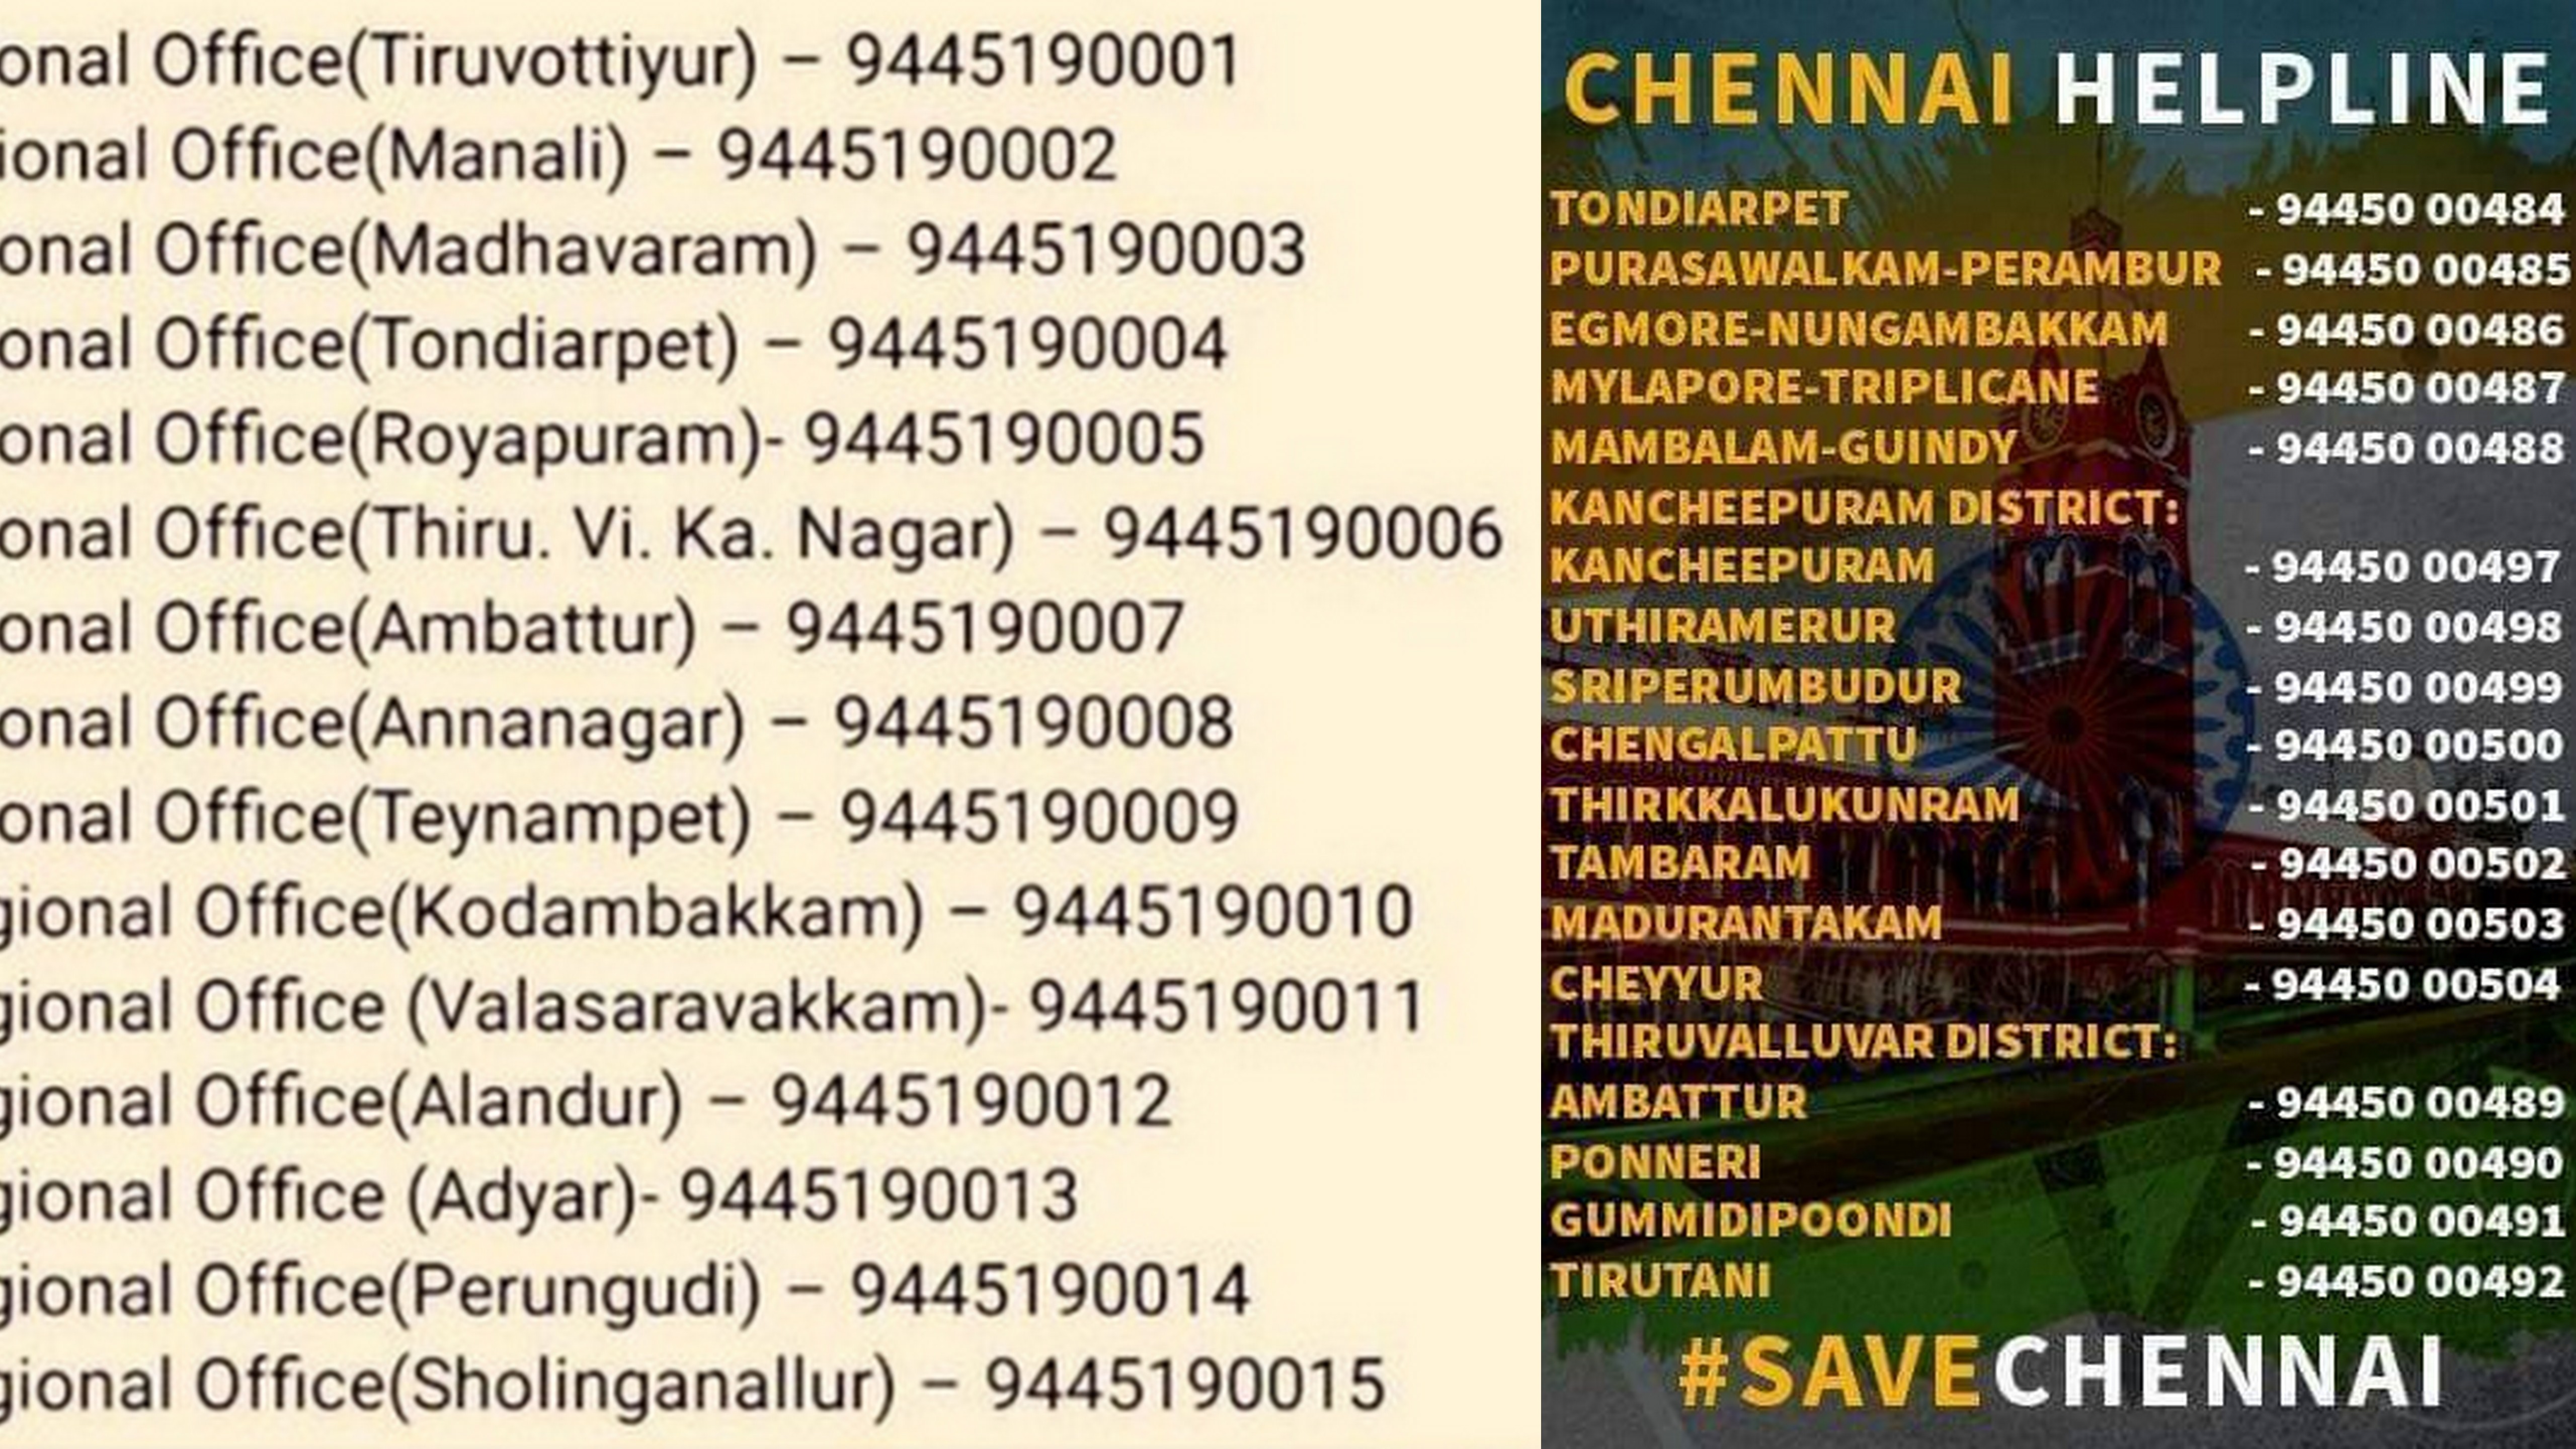 onal Office(Tiruvottiyur) – 9445190001
ional Office(Manali) – 9445190002
onal Office(Madhavaram) – 9445190003
onal Office(Tondiarpet) – 9445190004
onal Office(Royapuram)- 9445190005
onal Office(Thiru. Vi. Ka. Nagar) – 9445190006
onal Office(Ambattur) – 9445190007
onal Office(Annanagar) – 9445190008
onal Office(Teynampet) – 9445190009
gional Office(Kodambakkam) – 9445190010
gional Office (Valasaravakkam)- 9445190011
gional Office(Alandur) – 9445190012
gional Office (Adyar)- 9445190013
gional Office(Perungudi) – 9445190014
gional Office(Sholinganallur) – 9445190015
CHENNAI HELPLINE
TONDIARPET - 94450 00484
PURASAWALKAM-PERAMBUR - 94450 00485
EGMORE-NUNGAMBAKKAM - 94450 00486
MYLAPORE-TRIPLICANE - 94450 00487
MAMBALAM-GUINDY - 94450 00488
KANCHEEPURAM DISTRICT:
KANCHEEPURAM - 94450 00497
UTHIRAMERUR - 94450 00498
SRIPERUMBUDUR - 94450 00499
CHENGALPATTU - 94450 00500
THIRKKALUKUNRAM - 94450 00501
TAMBARAM - 94450 00502
MADURANTAKAM - 94450 00503
CHEYYUR - 94450 00504
THIRUVALLUVAR DISTRICT:
AMBATTUR - 94450 00489
PONNERI - 94450 00490
GUMMIDIPOONDI - 94450 00491
TIRUTANI - 94450 00492
#SAVECHENNAI